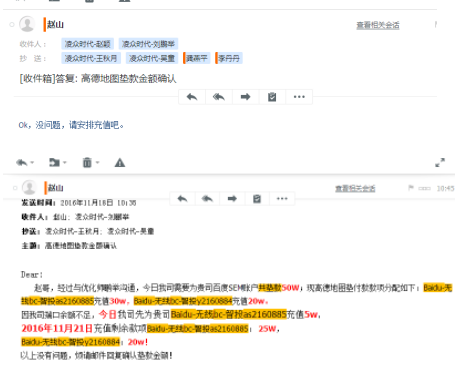 赵山
查看相关会话
收件人： 凌众时代-赵颖 凌众时代-刘鹏举
抄 送： 凌众时代-王秋月 凌众时代-吴量 龚燕平 李丹丹
[收件箱]答复: 高德地图垫款金额确认
Ok，没问题，请安排充值吧。
赵山
查看相关会话
10:45
发送时间：2016年11月18日 10:36
收件人：赵山; 凌众时代-刘鹏举
抄送：凌众时代-王秋月; 凌众时代-吴量
主题：高德地图垫款金额确认
Dear!
赵哥，经过与优化师鹏举沟通，今日我司需要为贵司百度SEM账户共垫款50W；现高德地图垫付款款项分配如下：Baidu-无
线bc-智投as2160885充值30w，Baidu-无线bc-智投y2160884充值20w。
因我司端口余额不足，今日我司先为贵司Baidu-无线bc-智投as2160885充值5w，
2016年11月21日充值剩余款项Baidu-无线bc-智投as2160885：25W，
Baidu-无线bc-智投y2160884：20w！
以上没有问题，烦请邮件回复确认垫款金额！